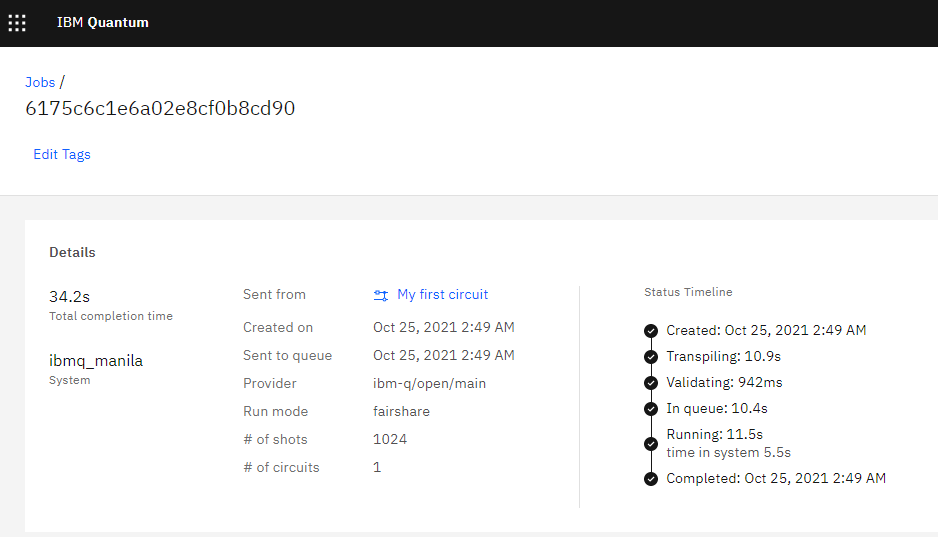 IBM Quantum
Jobs /
6175c6c1e6a02e8cf0b8cd90
Edit Tags
Details
34.2s
Total completion time
ibmq_manila
System
Sent from My first circuit
Created on Oct 25, 2021 2:49 AM
Sent to queue Oct 25, 2021 2:49 AM
Provider ibm-q/open/main
Run mode fairshare
# of shots 1024
# of circuits 1
Status Timeline
Created: Oct 25, 2021 2:49 AM
Transpiling: 10.9s
Validating: 942ms
In queue: 10.4s
Running: 11.5s
time in system 5.5s
Completed: Oct 25, 2021 2:49 AM